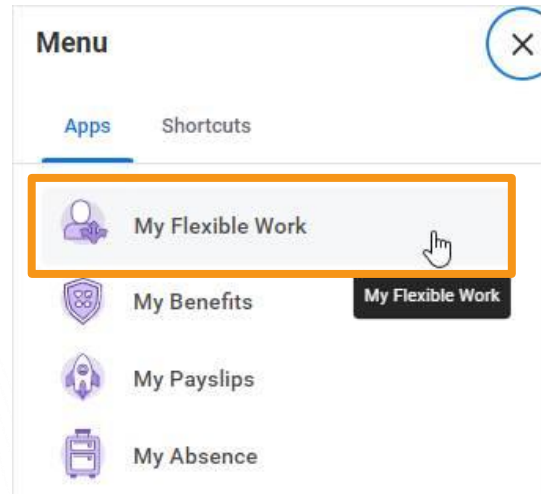 Menu
Apps Shortcuts
My Flexible Work
My Benefits
My Flexible Work
My Payslips
My Absence